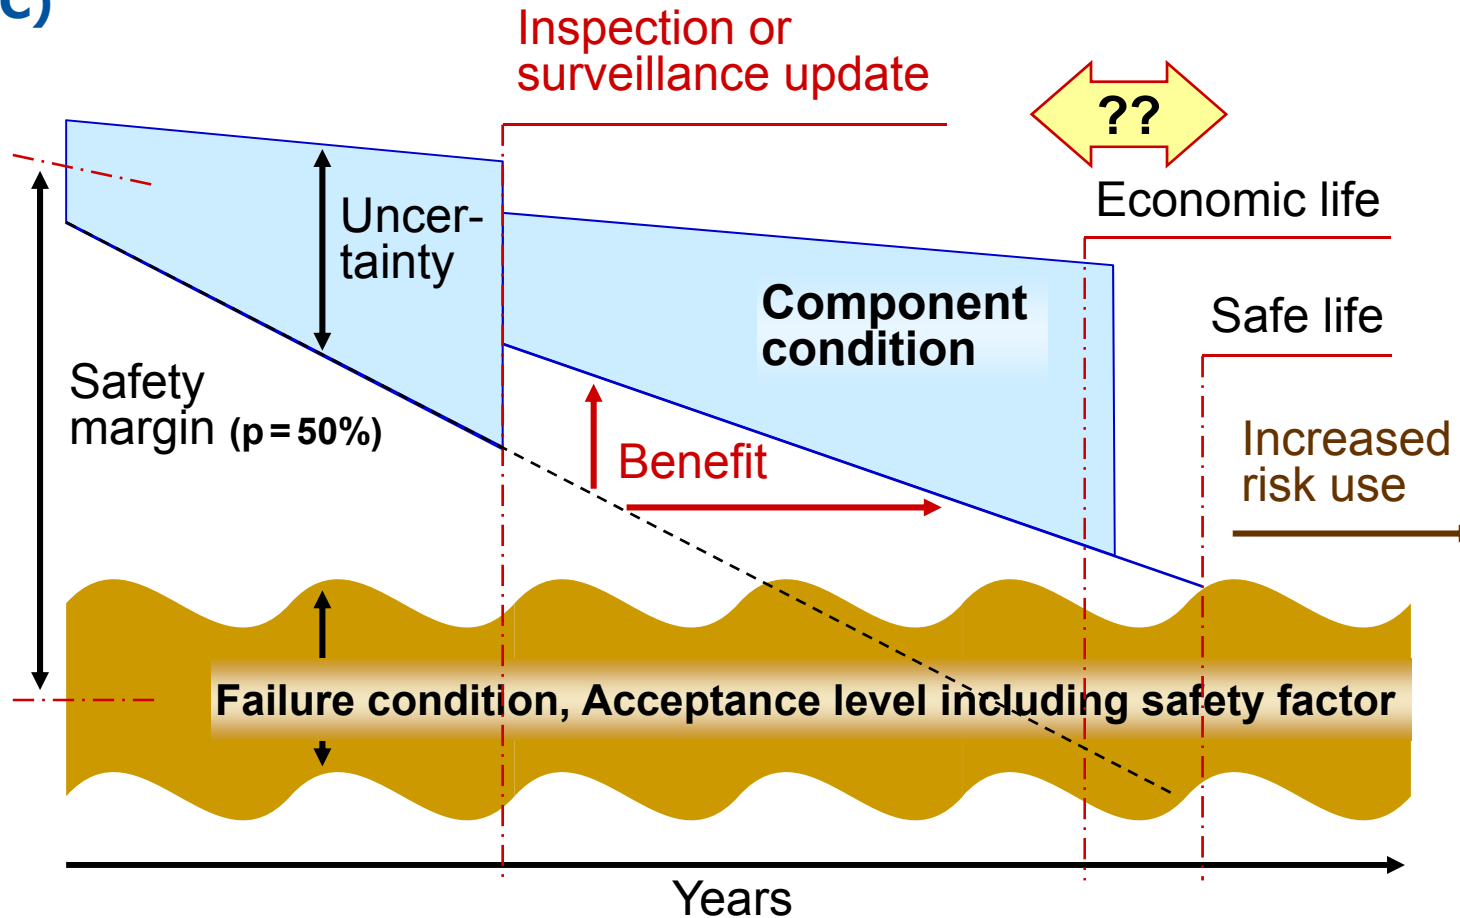 c)
Inspection or
surveillance update
??
Economic life
Uncer-
tainty
Component
condition
Safe life
Safety
margin (p = 50%)
Benefit
Increased
risk use
Failure condition, Acceptance level including safety factor
Years